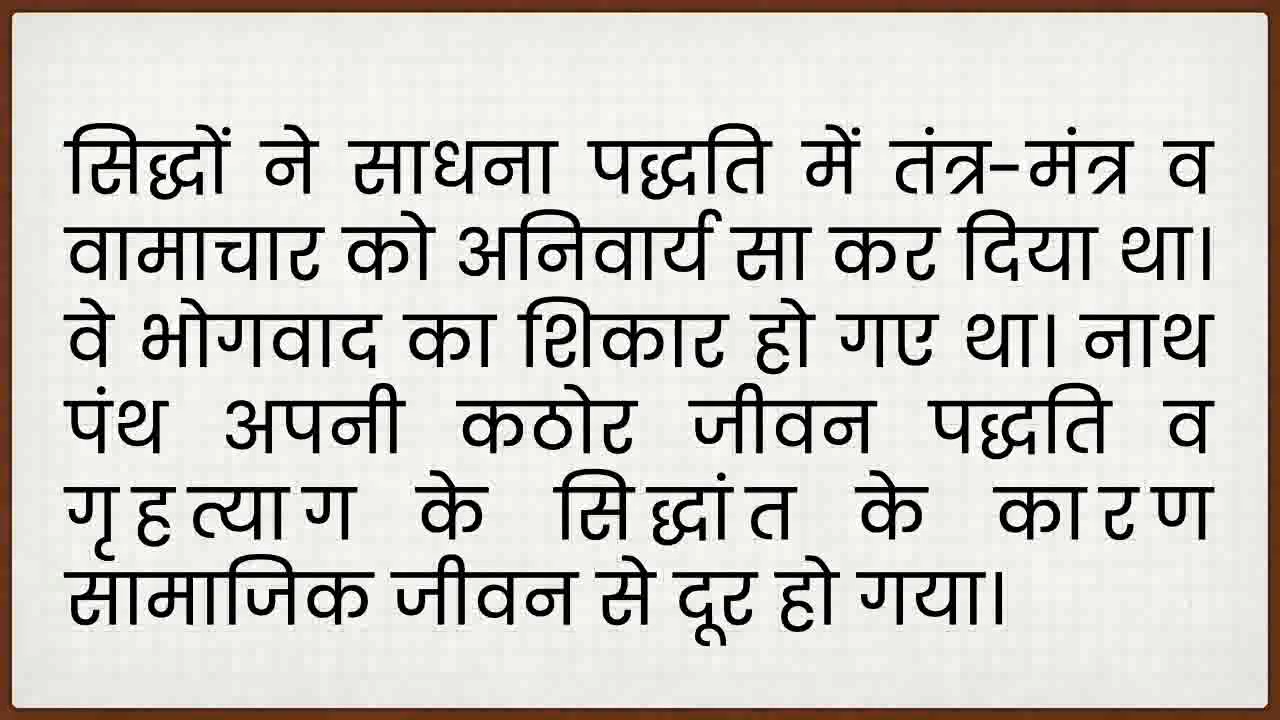 सिद्धों ने साधना पद्धति में तंत्र-मंत्र व
वामाचार को अनिवार्य सा कर दिया था।
वे भोगवाद का शिकार हो गए था। नाथ
पंथ अपनी कठोर जीवन पद्धति व
गृहत्याग के सिद्धांत के कारण
सामाजिक जीवन से दूर हो गया।